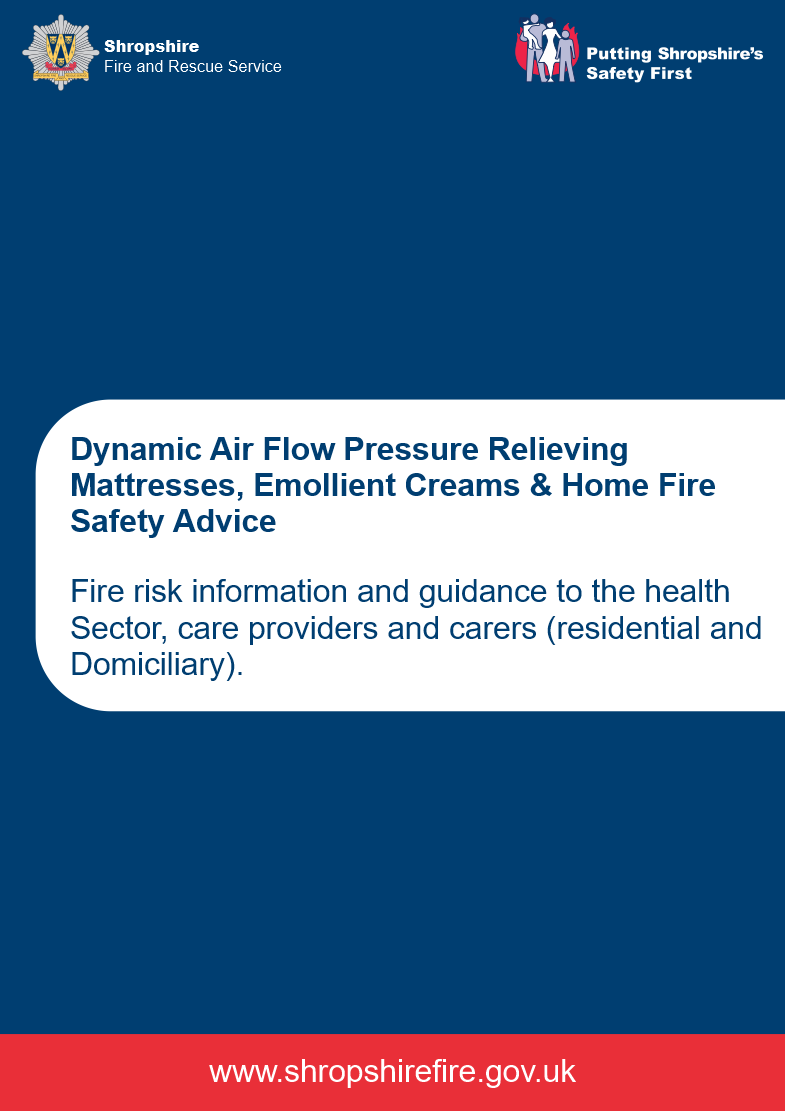 Shropshire
Fire and Rescue Service
Putting Shropshire's
Safety First
Dynamic Air Flow Pressure Relieving
Mattresses, Emollient Creams & Home Fire
Safety Advice
Fire risk information and guidance to the health
Sector, care providers and carers (residential and
Domiciliary).
www.shropshirefire.gov.uk